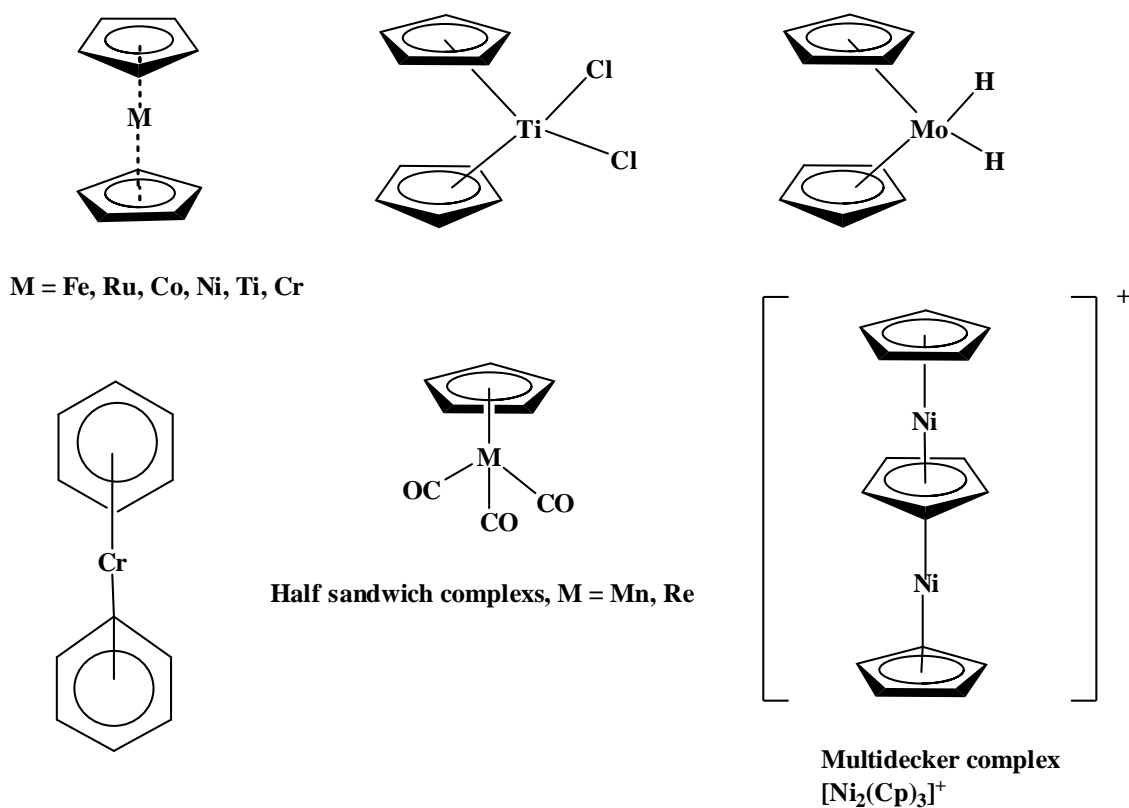 M
Ti
Cl
Cl
Mo
H
H
M = Fe, Ru, Co, Ni, Ti, Cr
Cr
M
OC
CO
CO
Half sandwich complexs, M = Mn, Re
+
Ni
Ni
Multidecker complex
[Ni₂(Cp)₃]⁺